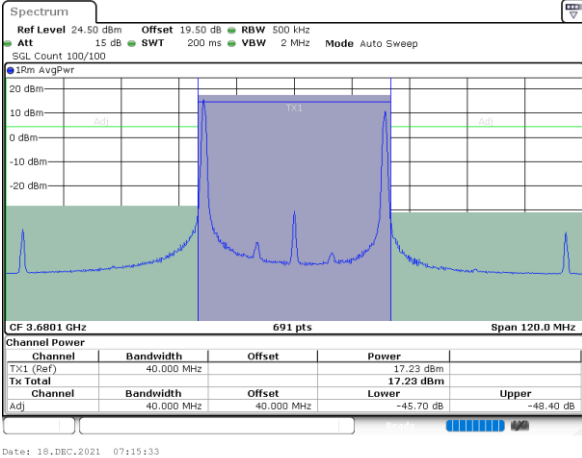 Spectrum
Ref Level 24.50 dBm Offset 19.50 dB RBW 500 kHz
Att 15 dB SWT 200 ms VBW 2 MHz Mode Auto Sweep
SGL Count 100/100
1Rm AvgPwr
20 dBm
TX1
10 dBm
Adj Adj
0 dBm
-10 dBm
-20 dBm
CF 3.6801 GHz 691 pts Span 120.0 MHz
Channel Power
Channel Bandwidth Offset Power
TX1 (Ref) 40.000 MHz 17.23 dBm
Tx Total 17.23 dBm
Channel Bandwidth Offset Lower Upper
Adj 40.000 MHz 40.000 MHz -45.70 dB -48.40 dB
Ready
Date: 18.DEC.2021 07:15:33